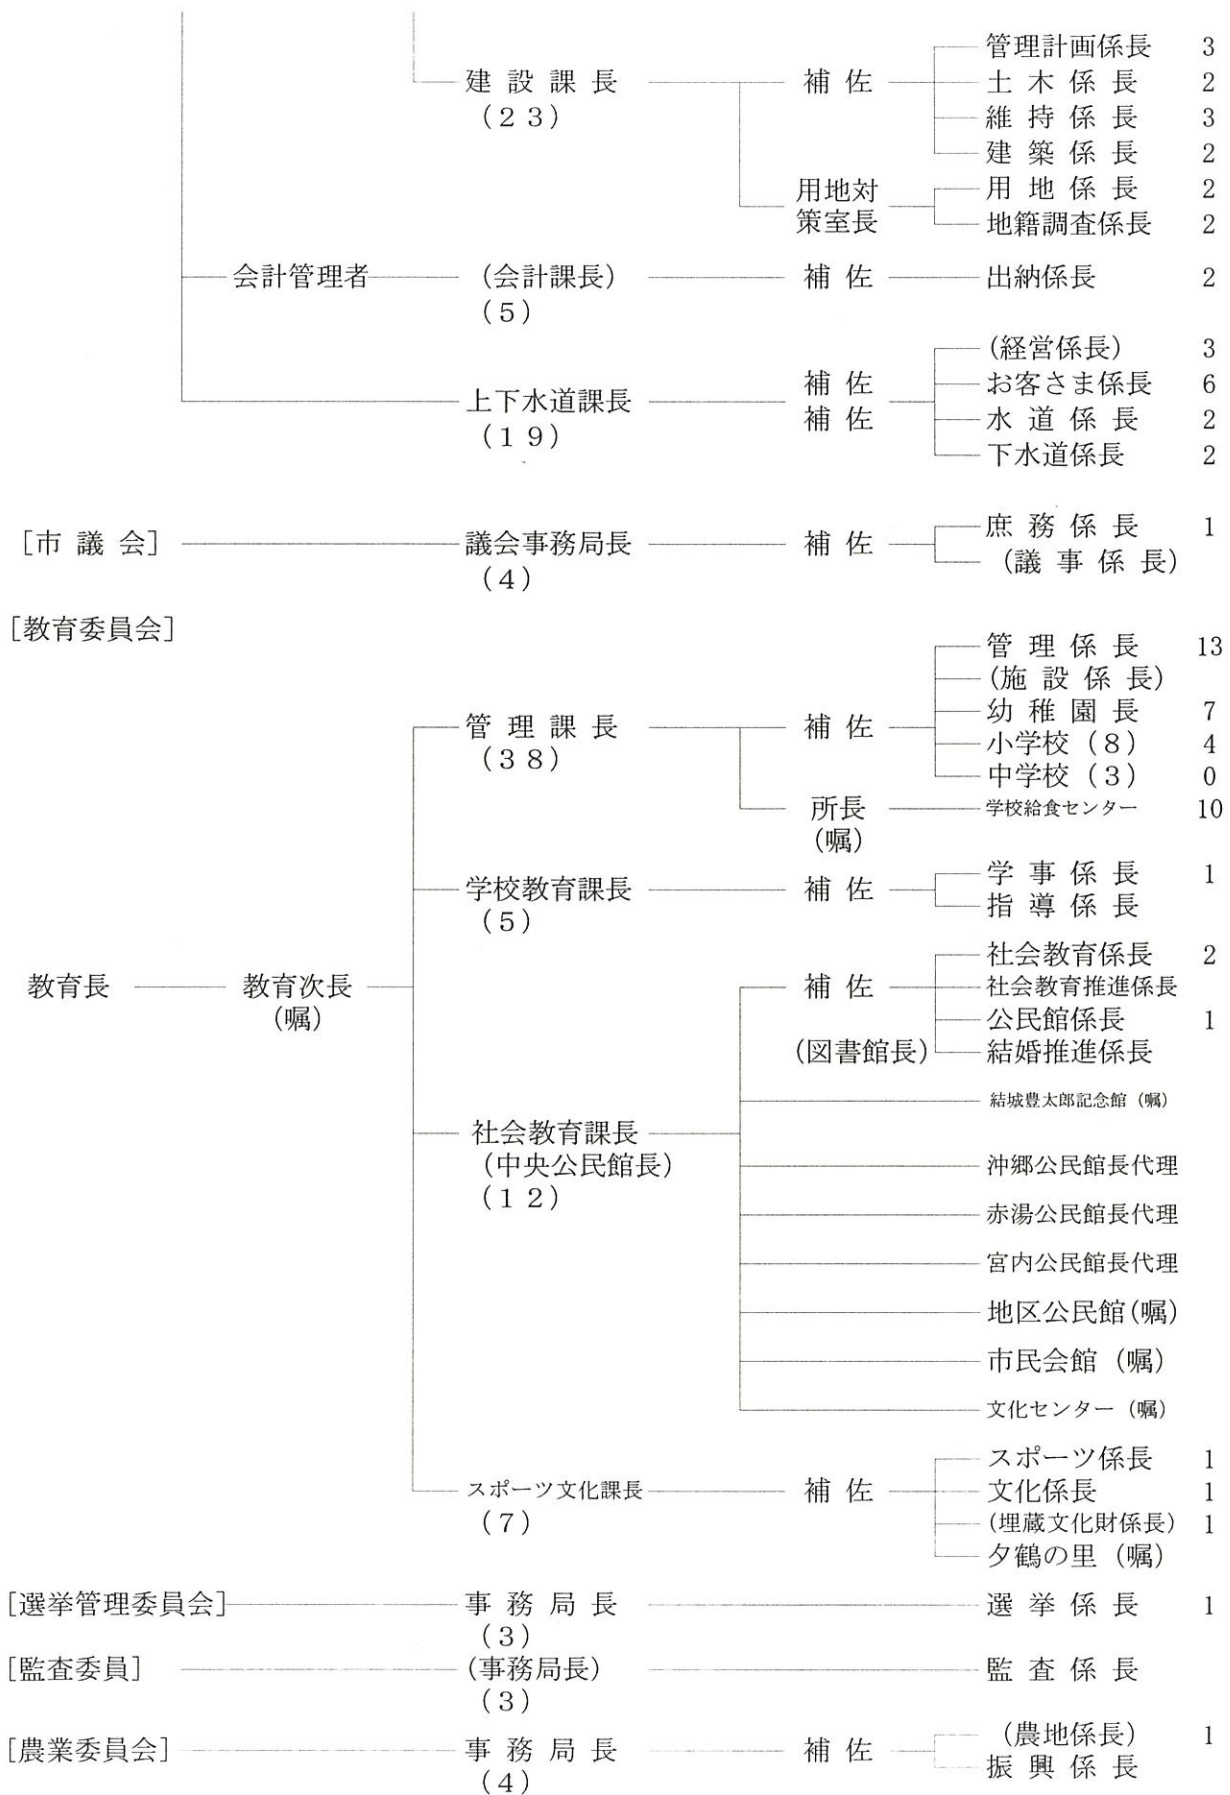 管理計画係長 3
建設課長 補佐 土木係長 2
(23) 維持係長 3
建築係長 2
用地対 用地係長 2
策室長 地籍調査係長 2
会計管理者 (会計課長) 補佐 出納係長 2
(5)
(経営係長) 3
補佐 お客さま係長 6
上下水道課長 補佐 水道係長 2
(19) 下水道係長 2
[市議会] 議会事務局長 補佐 庶務係長 1
(4) (議事係長)
[教育委員会]
管理係長 13
(施設係長)
管理課長 補佐 幼稚園長 7
(38) 小学校(8) 4
中学校(3) 0
所長 学校給食センター 10
(嘱)
学校教育課長 補佐 学事係長 1
(5) 指導係長
社会教育係長 2
教育長 教育次長 補佐 社会教育推進係長
(嘱) 公民館係長 1
(図書館長) 結婚推進係長
結城豊太郎記念館(嘱)
社会教育課長
(中央公民館長) 沖郷公民館長代理
(12)
赤湯公民館長代理
宮内公民館長代理
地区公民館(嘱)
市民会館(嘱)
文化センター(嘱)
スポーツ係長 1
スポーツ文化課長 補佐 文化係長 1
(7) (埋蔵文化財係長) 1
夕鶴の里(嘱)
[選挙管理委員会] 事務局長 選挙係長 1
(3)
[監査委員] (事務局長) 監査係長
(3)
[農業委員会] 事務局長 補佐 (農地係長) 1
(4) 振興係長